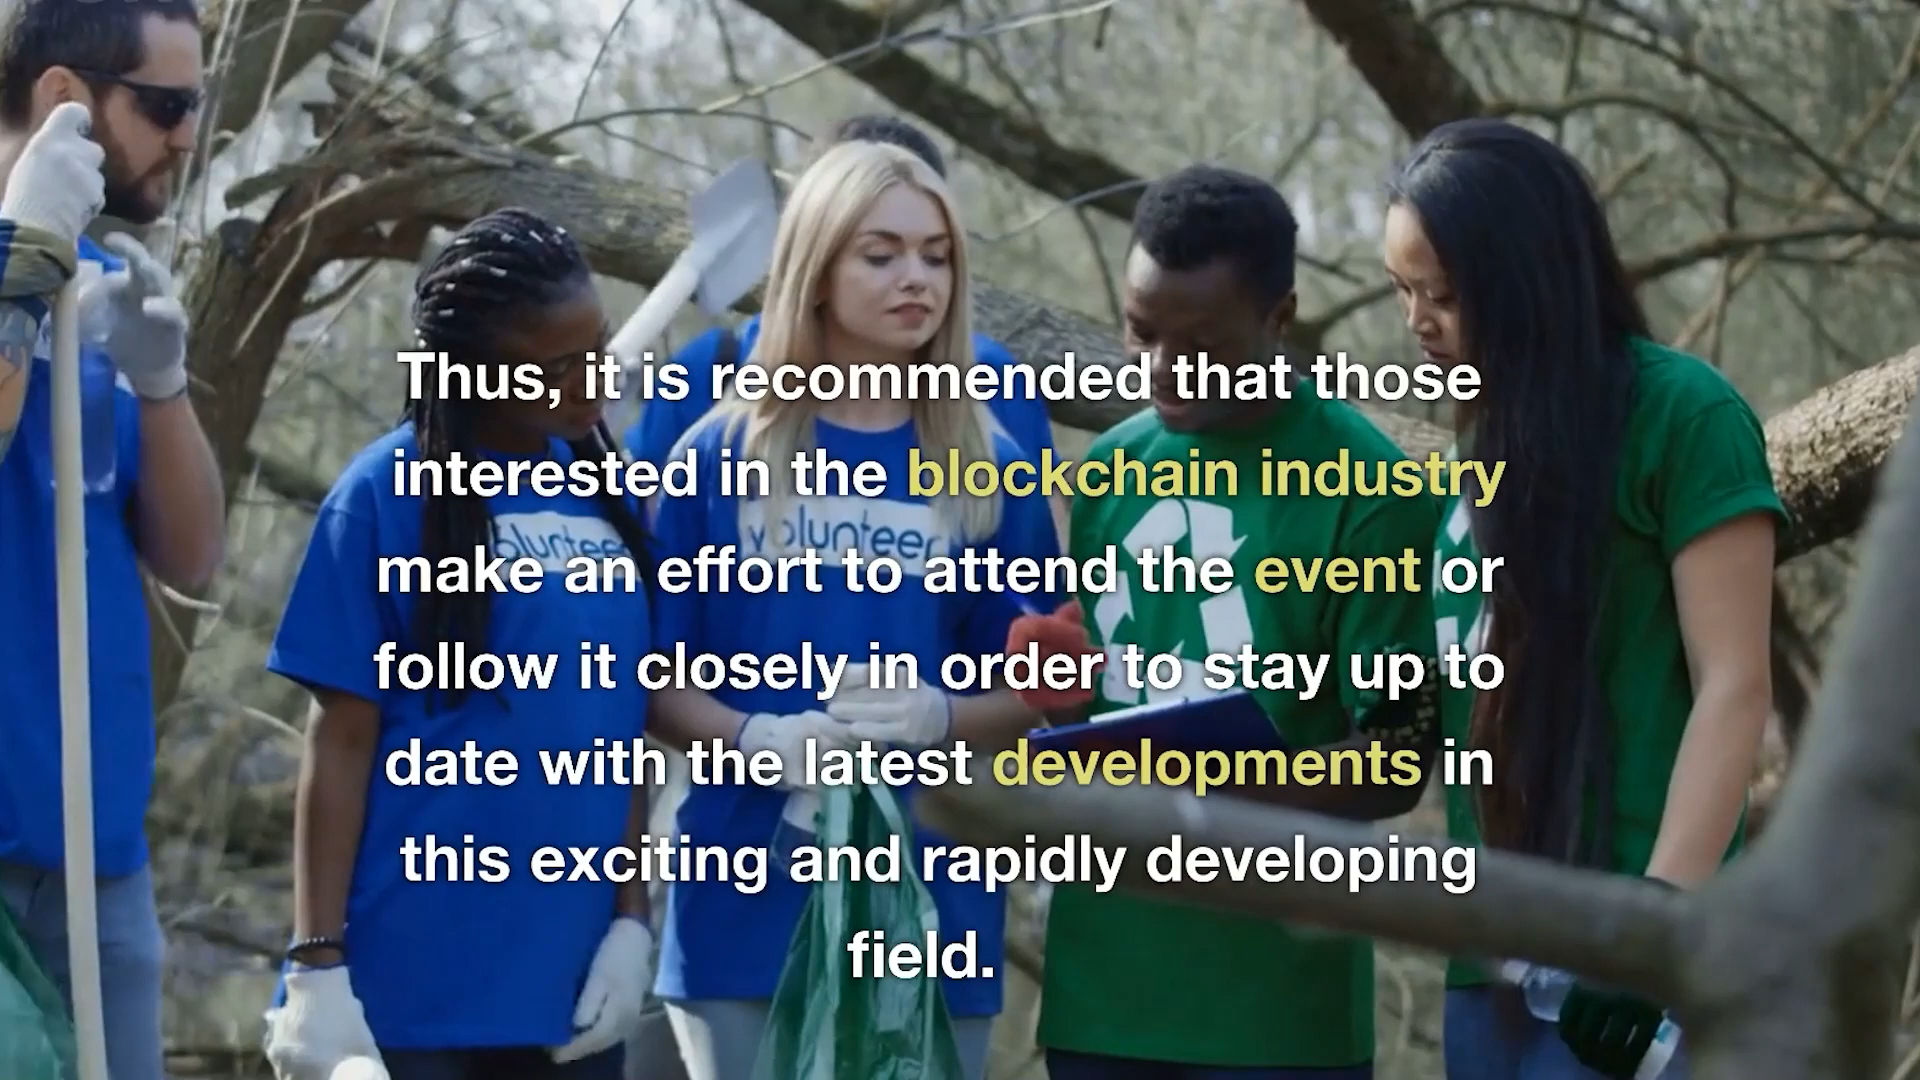 Thus, it is recommended that those
interested in the blockchain industry
make an effort to attend the event or
follow it closely in order to stay up to
date with the latest developments in
this exciting and rapidly developing
field.
volunteer